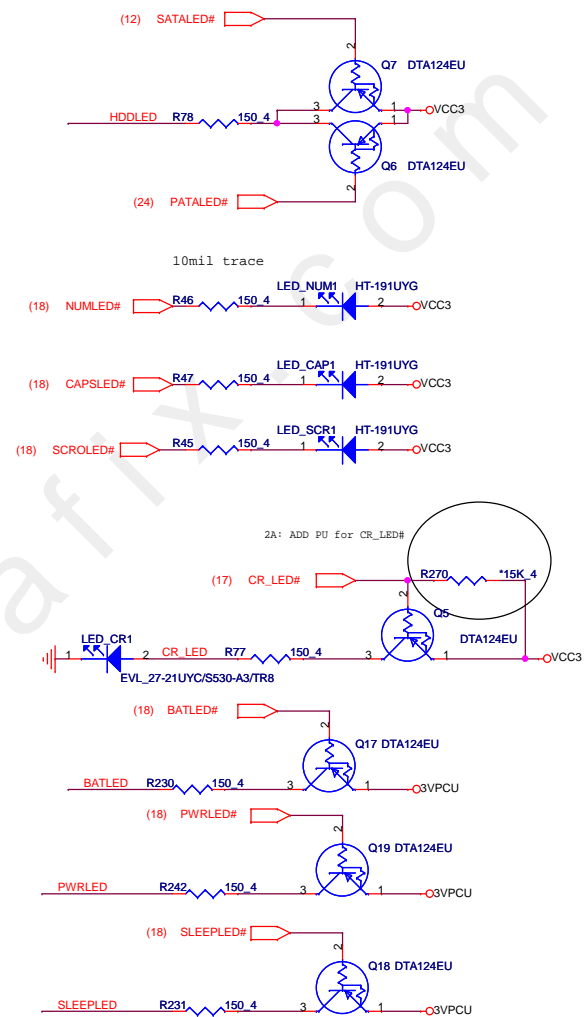 (12) SATALED#
2
Q7 DTA124EU
HDDLED R78 150_4 3 1 VCC3
3 1
Q6 DTA124EU
2
(24) PATALED#
10mil trace
LED_NUM1 HT-191UYG
(18) NUMLED# R46 150_4 1 2 VCC3
LED_CAP1 HT-191UYG
(18) CAPSLED# R47 150_4 1 2 VCC3
LED_SCR1 HT-191UYG
(18) SCROLED# R45 150_4 1 2 VCC3
2A: ADD PU for CR_LED#
(17) CR_LED# R270 *15K_4
2
Q5
DTA124EU
LED_CR1
1 2 CR_LED R77 150_4 3 1 VCC3
EVL_27-21UYC/S530-A3/TR8
(18) BATLED#
2
Q17 DTA124EU
BATLED R230 150_4 3 1 3VPCU
(18) PWRLED#
2
Q19 DTA124EU
PWRLED R242 150_4 3 1 3VPCU
(18) SLEEPLED#
2
Q18 DTA124EU
SLEEPLED R231 150_4 3 1 3VPCU
afix.com